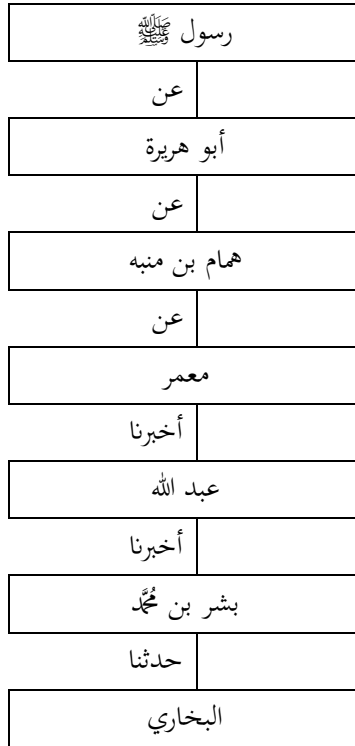 رسول ﷺ
عن
أبو هريرة
عن
همام بن منبه
عن
معمر
أخبرنا
عبد الله
أخبرنا
بشر بن مُحَمَّد
حدثنا
البخاري